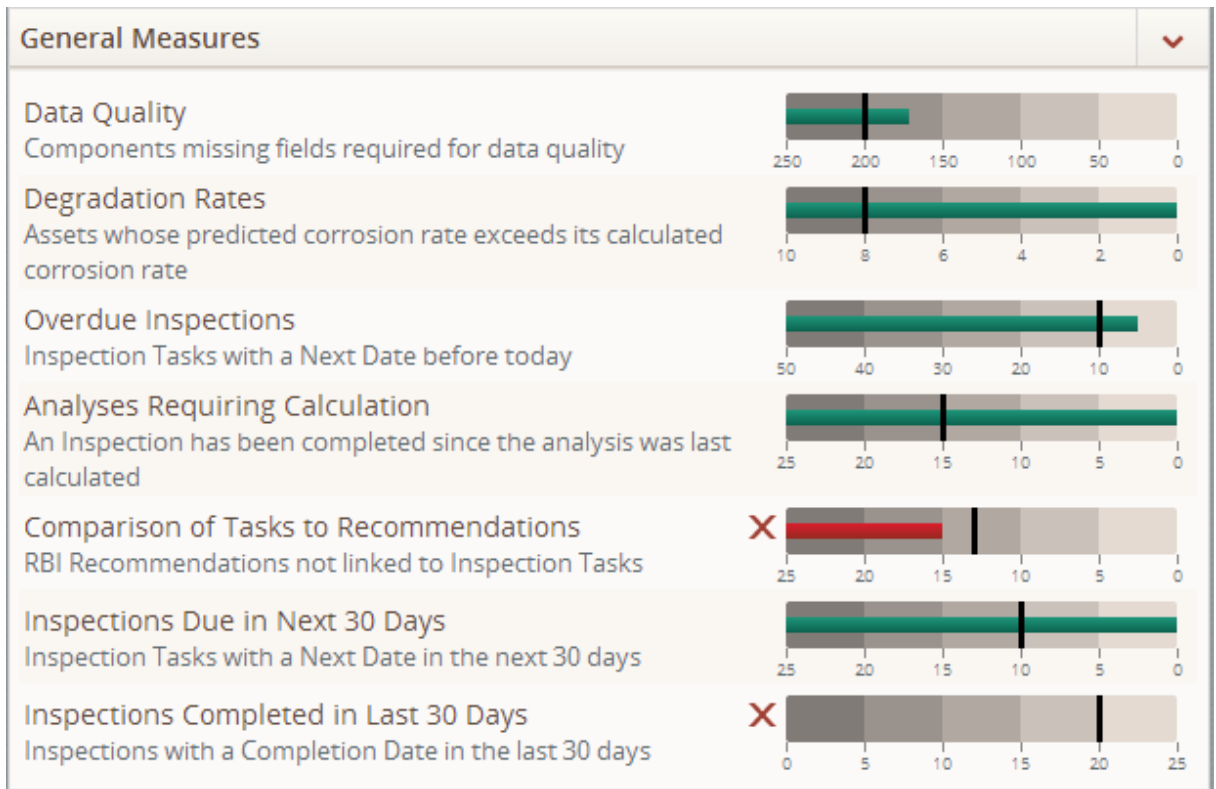 General Measures
Data Quality
Components missing fields required for data quality
250 200 150 100 50 0
Degradation Rates
Assets whose predicted corrosion rate exceeds its calculated
corrosion rate
10 8 6 4 2 0
Overdue Inspections
Inspection Tasks with a Next Date before today
50 40 30 20 10 0
Analyses Requiring Calculation
An Inspection has been completed since the analysis was last
calculated
25 20 15 10 5 0
Comparison of Tasks to Recommendations
RBI Recommendations not linked to Inspection Tasks
25 20 15 10 5 0
Inspections Due in Next 30 Days
Inspection Tasks with a Next Date in the next 30 days
25 20 15 10 5 0
Inspections Completed in Last 30 Days
Inspections with a Completion Date in the last 30 days
0 5 10 15 20 25